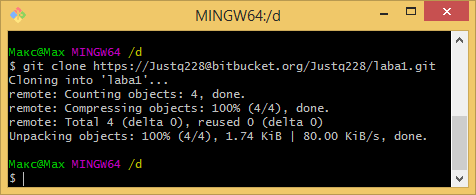 MINGW64:/d
Макс@Max MINGW64 /d
$ git clone https://Justq228@bitbucket.org/Justq228/laba1.git
Cloning into 'laba1'...
remote: Counting objects: 4, done.
remote: Compressing objects: 100% (4/4), done.
remote: Total 4 (delta 0), reused 0 (delta 0)
Unpacking objects: 100% (4/4), 1.74 KiB | 80.00 KiB/s, done.
Макс@Max MINGW64 /d
$